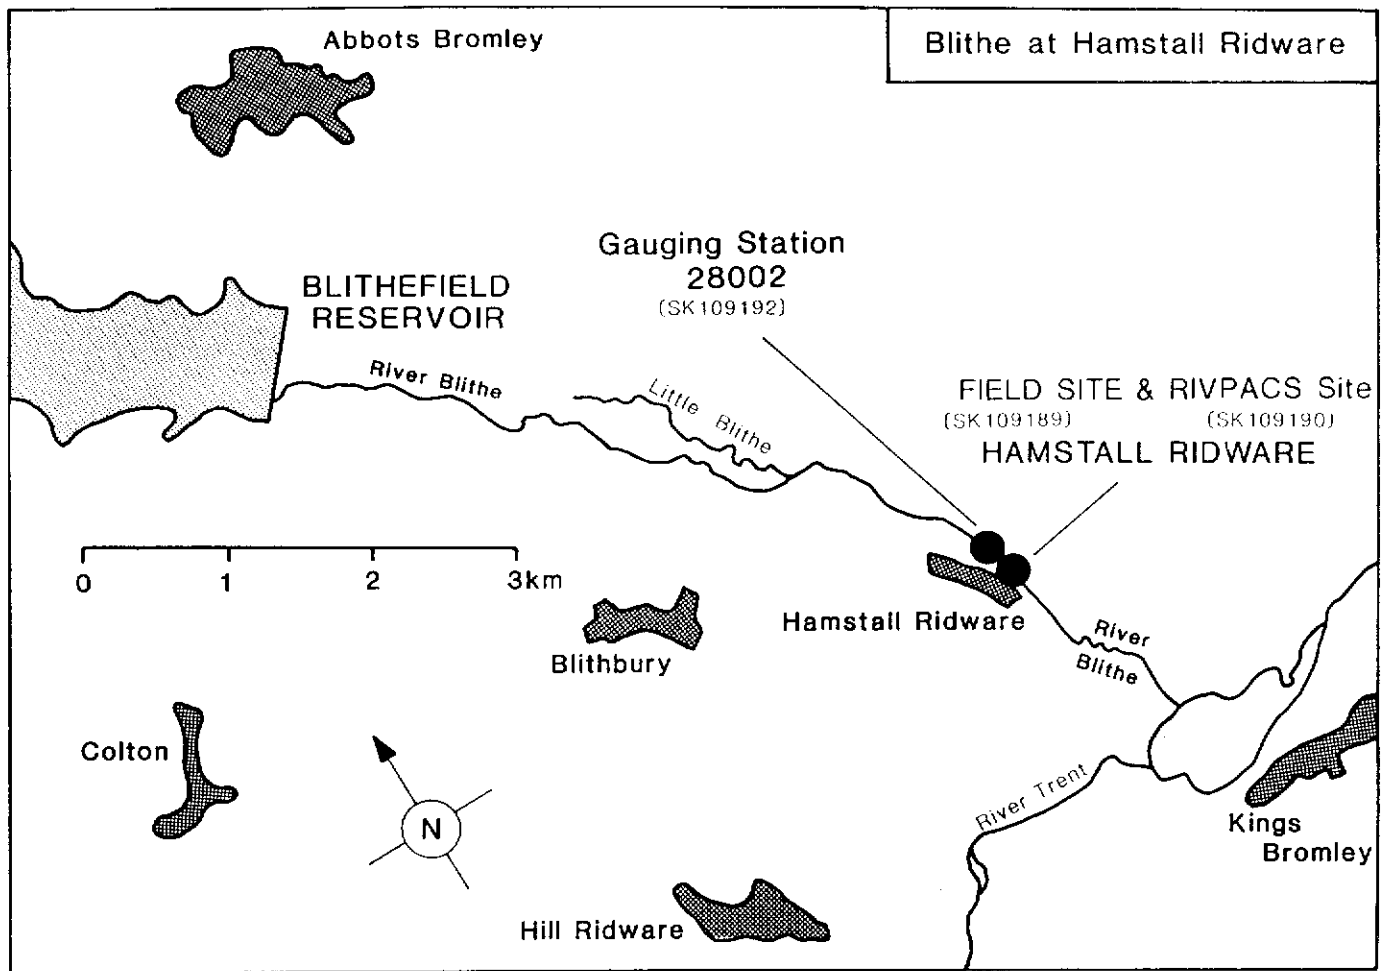 Blithe at Hamstall Ridware
Abbots Bromley
Gauging Station
28002
(SK109192)
BLITHEFIELD
RESERVOIR
River Blithe
Little Blithe
FIELD SITE & RIVPACS Site
(SK109189) (SK109190)
HAMSTALL RIDWARE
0 1 2 3km
Hamstall Ridware
River
Blithe
Blithbury
Colton
N
River Trent
Kings
Bromley
Hill Ridware